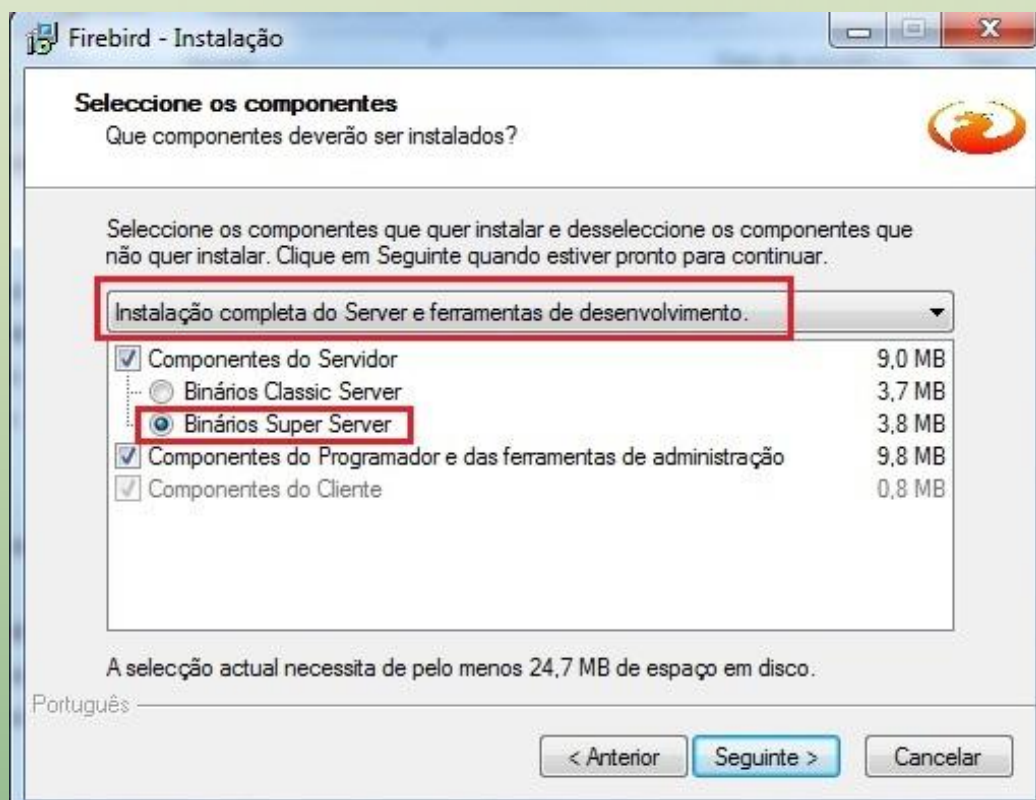 Firebird - Instalação
Seleccione os componentes
Que componentes deverão ser instalados?
Seleccione os componentes que quer instalar e desseleccione os componentes que
não quer instalar. Clique em Seguinte quando estiver pronto para continuar.
Instalação completa do Server e ferramentas de desenvolvimento.
Componentes do Servidor 9,0 MB
Binários Classic Server 3,7 MB
Binários Super Server 3,8 MB
Componentes do Programador e das ferramentas de administração 9,8 MB
Componentes do Cliente 0,8 MB
A selecção actual necessita de pelo menos 24,7 MB de espaço em disco.
Português
< Anterior Seguinte > Cancelar